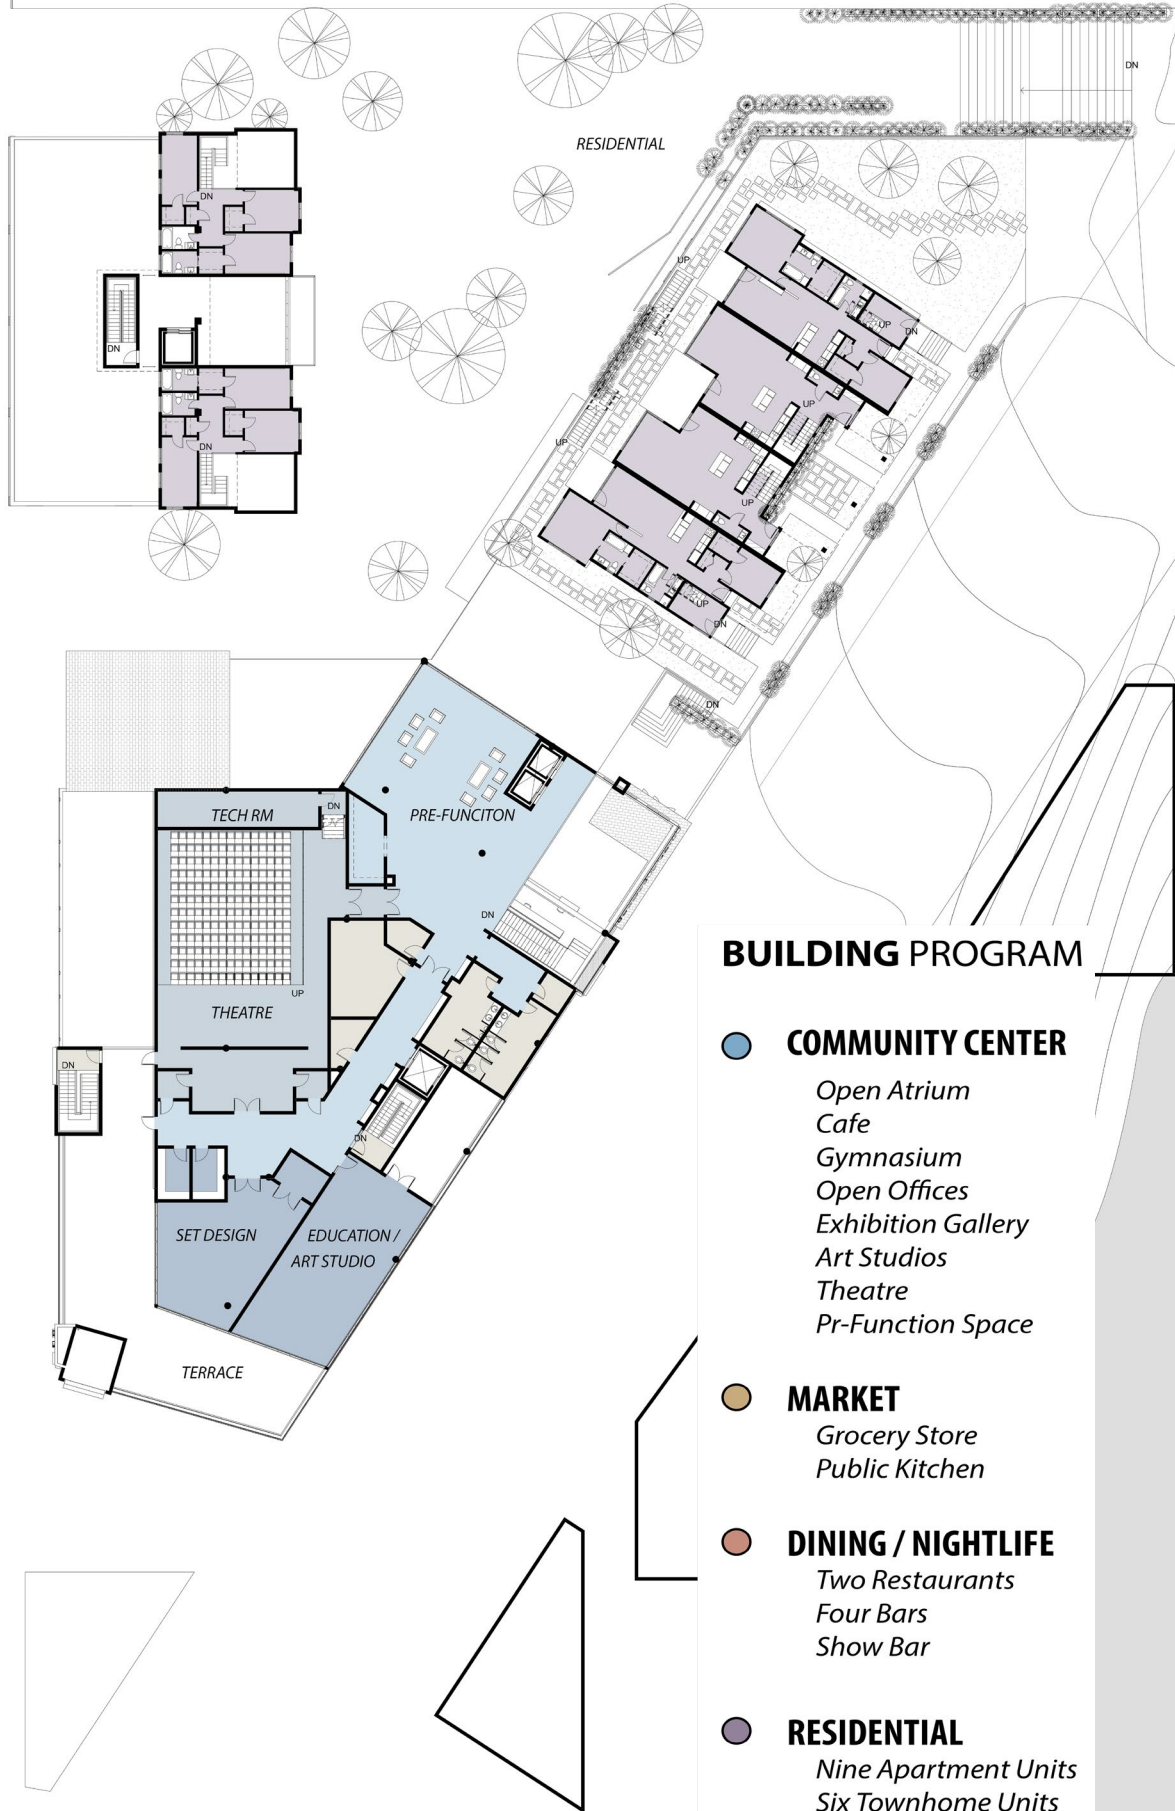 DN
RESIDENTIAL
DN
UP
UP
DN
DN
UP
UP
DN
UP
UP
DN
DN
TECH RM
DN
PRE-FUNCITON
DN
UP
THEATRE
DN
DN
SET DESIGN
EDUCATION /
ART STUDIO
TERRACE
BUILDING PROGRAM
COMMUNITY CENTER
Open Atrium
Cafe
Gymnasium
Open Offices
Exhibition Gallery
Art Studios
Theatre
Pr-Function Space
MARKET
Grocery Store
Public Kitchen
DINING / NIGHTLIFE
Two Restaurants
Four Bars
Show Bar
RESIDENTIAL
Nine Apartment Units
Six Townhome Units